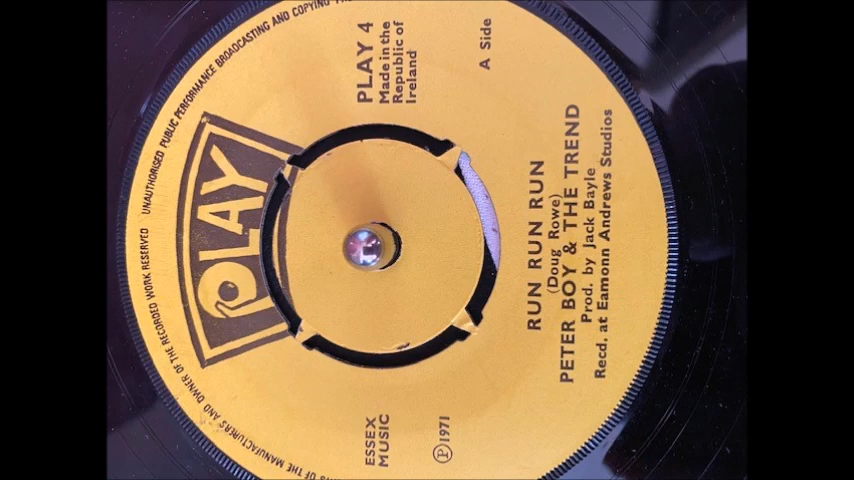 UNAUTHORISED PUBLIC PERFORMANCE BROADCASTING AND COPYING
OF THE MANUFACTURERS AND OWNER OF THE RECORDED WORK RESERVED
PLAY
ESSEX
MUSIC
Ⓟ1971
PLAY 4
Made in the
Republic of
Ireland
A Side
RUN RUN RUN
(Doug Rowe)
PETER BOY & THE TREND
Prod. by Jack Bayle
Recd. at Eamonn Andrews Studios